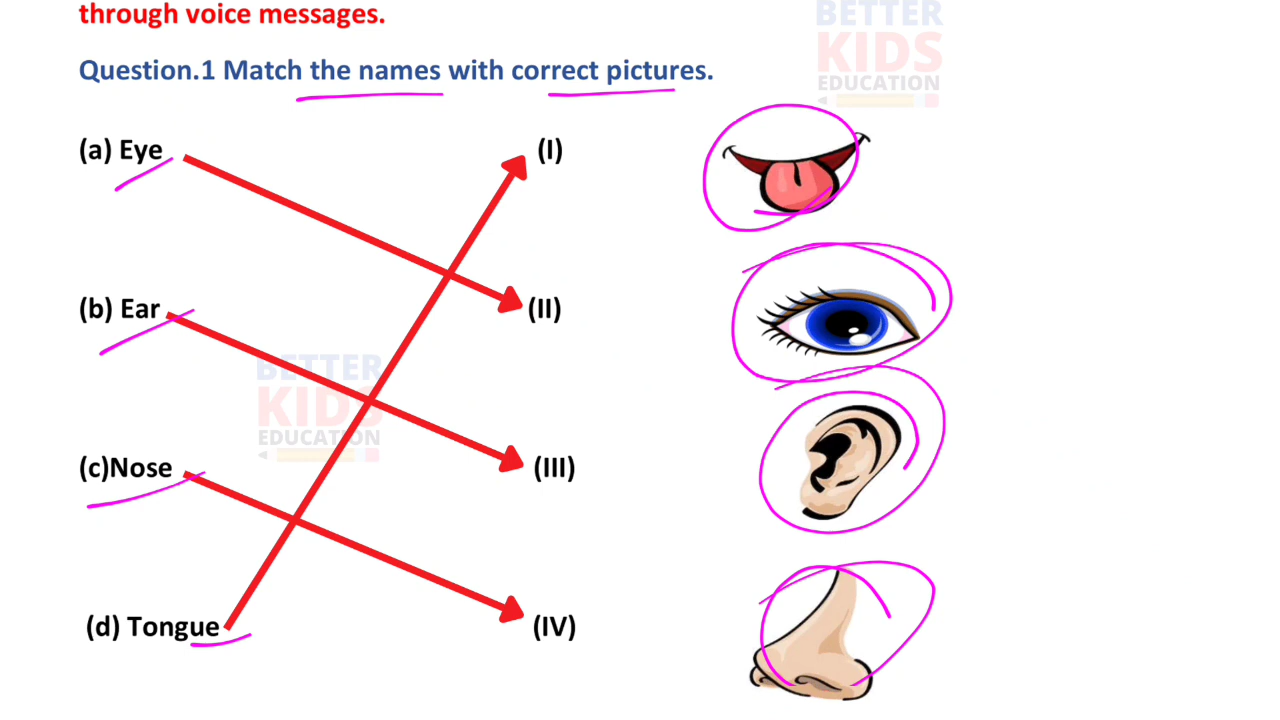 through voice messages.
BETTER
KIDS
EDUCATION
Question.1 Match the names with correct pictures.
(a) Eye
(I)
(b) Ear
(II)
BETTER
KIDS
EDUCATION
(c)Nose
(III)
(d) Tongue
(IV)